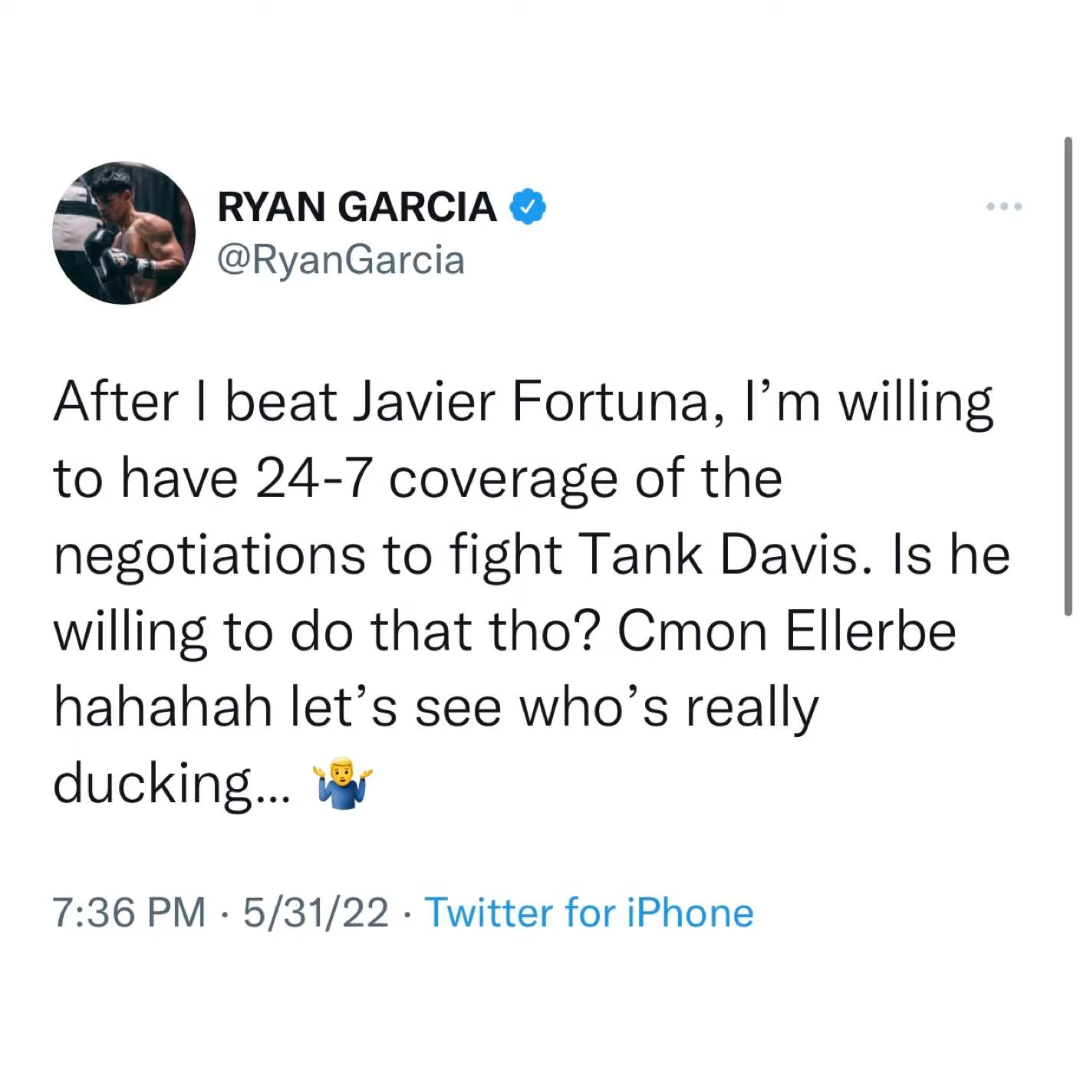 RYAN GARCIA
@RyanGarcia
After I beat Javier Fortuna, I’m willing
to have 24-7 coverage of the
negotiations to fight Tank Davis. Is he
willing to do that tho? Cmon Ellerbe
hahahah let’s see who’s really
ducking... 🤷‍♂️
7:36 PM · 5/31/22 · Twitter for iPhone